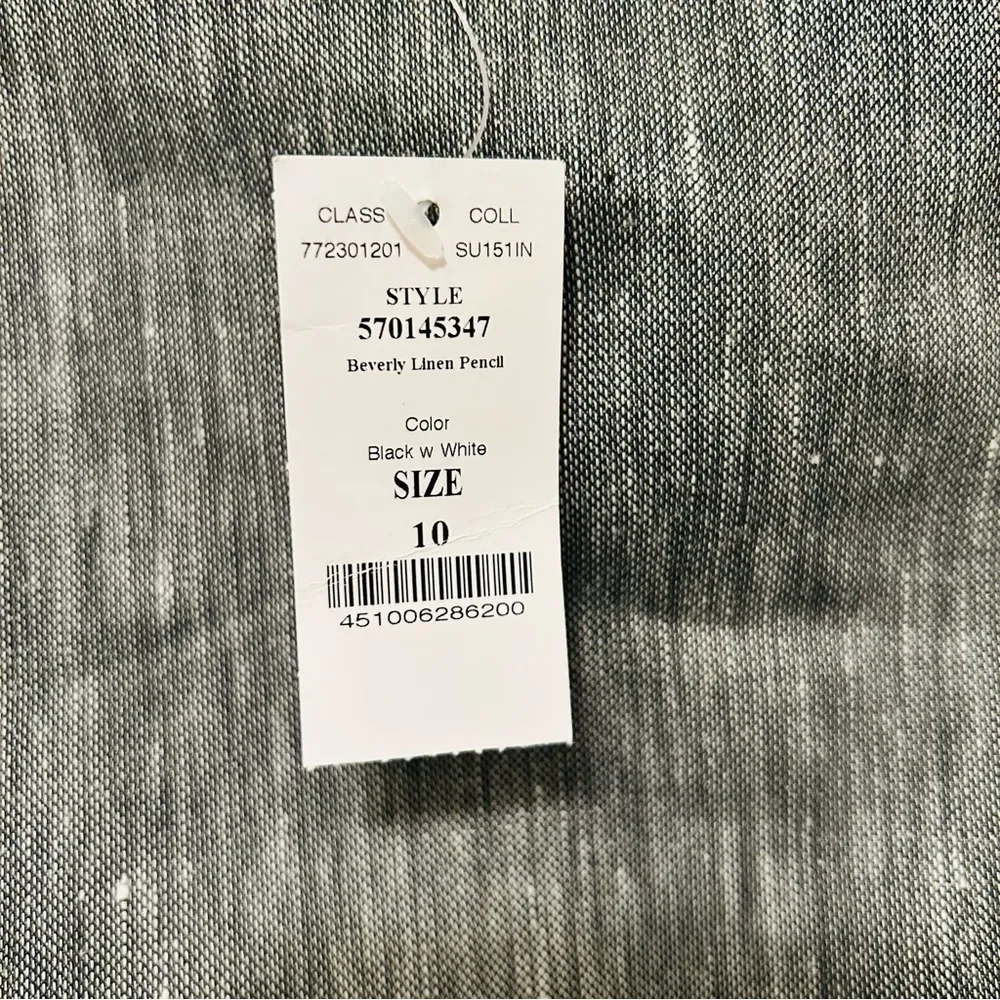 CLASS COLL
772301201 SU151IN
STYLE
570145347
Beverly Linen Pencil
Color
Black w White
SIZE
10
451006286200